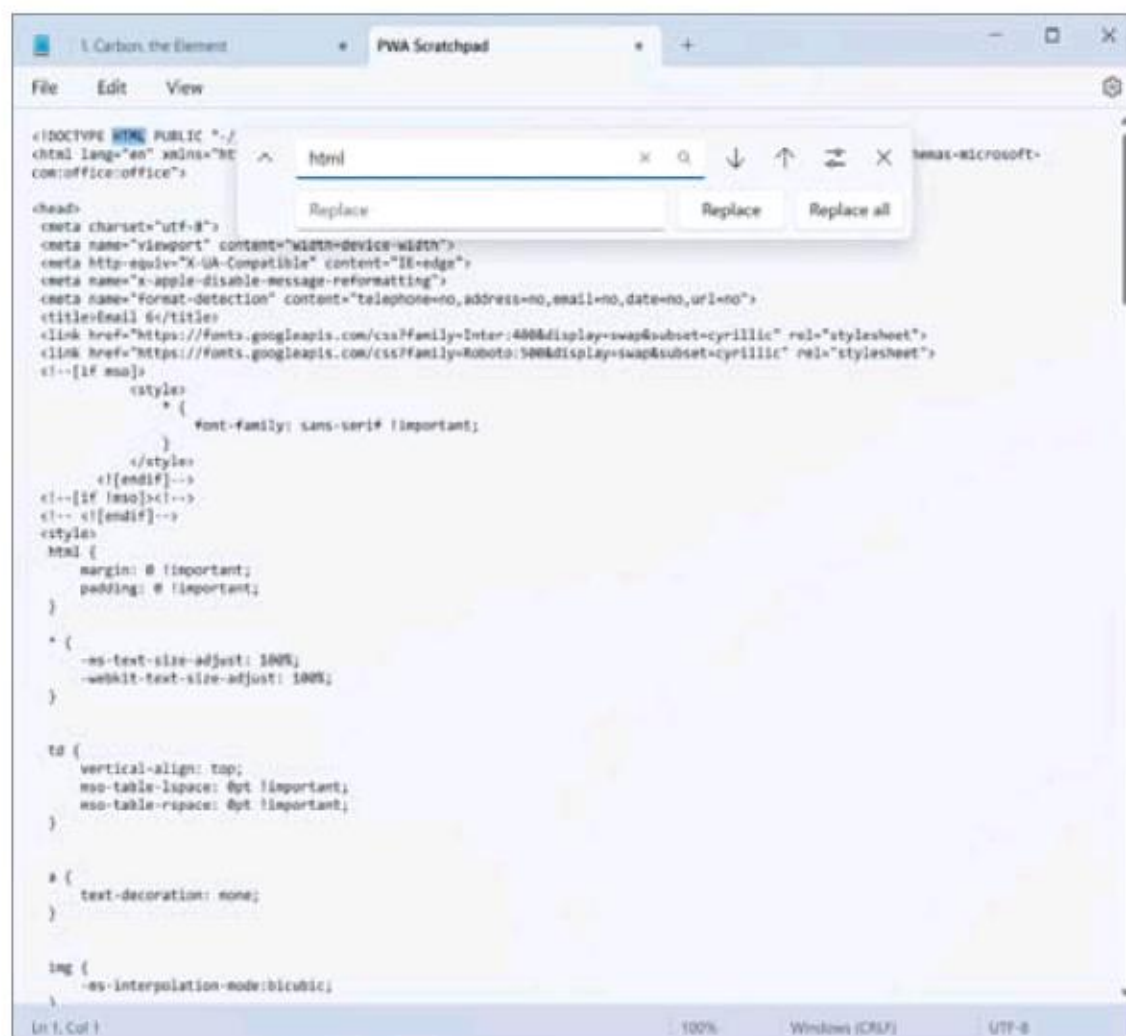 1. Carbon, the Element
PWA Scratchpad
File Edit View
<!DOCTYPE HTML PUBLIC "-/
<html lang="en" xmlns="ht
hemas-microsoft-
com:office:office">
html
Replace
Replace
Replace all
<head>
<meta charset="utf-8">
<meta name="viewport" content="width=device-width">
<meta http-equiv="X-UA-Compatible" content="IE=edge">
<meta name="x-apple-disable-message-reformatting">
<meta name="format-detection" content="telephone=no,address=no,email=no,date=no,url=no">
<title>Email 6</title>
<link href="https://fonts.googleapis.com/css?family=Inter:400&display=swap&subset=cyrillic" rel="stylesheet">
<link href="https://fonts.googleapis.com/css?family=Roboto:500&display=swap&subset=cyrillic" rel="stylesheet">
<!--[if mso]>
<style>
* {
font-family: sans-serif !important;
}
</style>
<![endif]-->
<!--[if !mso]><!-->
<!-- <![endif]-->
<style>
html {
margin: 0 !important;
padding: 0 !important;
}
* {
-ms-text-size-adjust: 100%;
-webkit-text-size-adjust: 100%;
}
td {
vertical-align: top;
mso-table-lspace: 0pt !important;
mso-table-rspace: 0pt !important;
}
a {
text-decoration: none;
}
img {
-ms-interpolation-mode:bicubic;
}
Ln 1, Col 1
100%
Windows (CRLF)
UTF-8